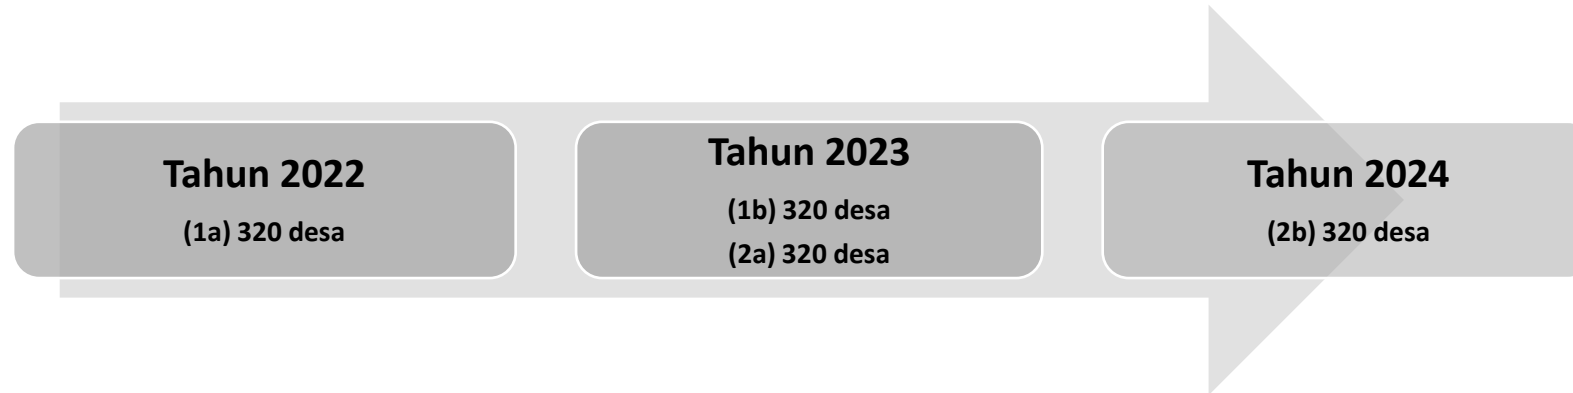 Tahun 2022
(1a) 320 desa
Tahun 2023
(1b) 320 desa
(2a) 320 desa
Tahun 2024
(2b) 320 desa